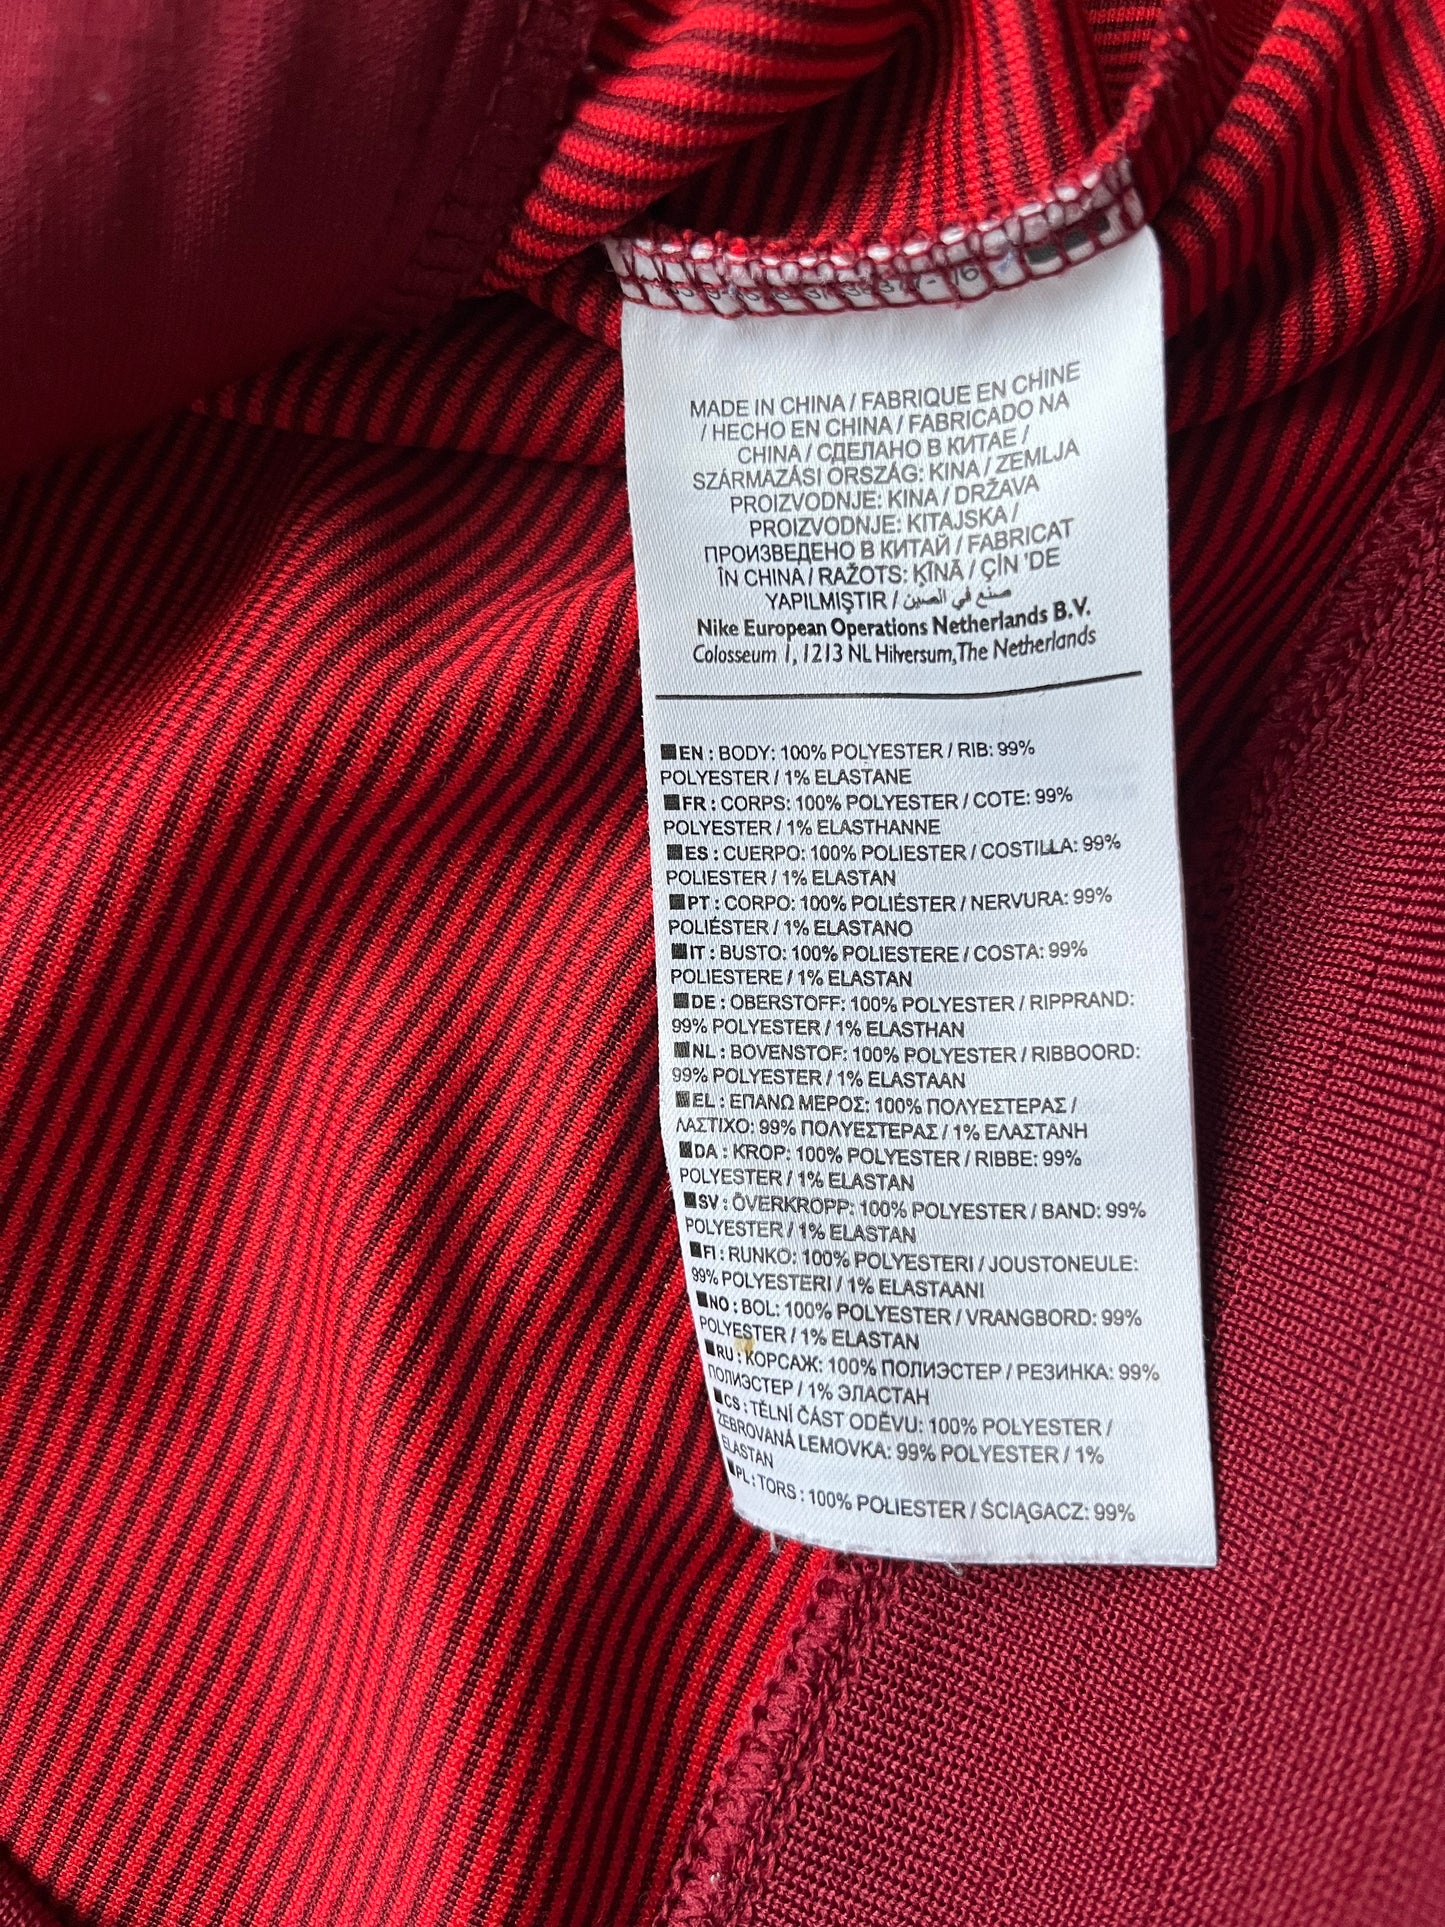 MADE IN CHINA / FABRIQUE EN CHINE
/ HECHO EN CHINA / FABRICADO NA
CHINA / СДЕЛАНО В КИТАЕ /
SZÁRMAZÁSI ORSZÁG: KINA / ZEMLJA
PROIZVODNJE: KINA / DRŽAVA
PROIZVODNJE: KITAJSKA /
ПРОИЗВЕДЕНО В КИТАЙ / FABRICAT
ÎN CHINA / RAŽOTS: ĶĪNĀ / ÇİN 'DE
YAPILMIŞTIR / صنع في الصين
Nike European Operations Netherlands B.V.
Colosseum 1, 1213 NL Hilversum, The Netherlands
EN : BODY: 100% POLYESTER / RIB: 99%
POLYESTER / 1% ELASTANE
FR : CORPS: 100% POLYESTER / COTE: 99%
POLYESTER / 1% ELASTHANNE
ES : CUERPO: 100% POLIESTER / COSTILLA: 99%
POLIESTER / 1% ELASTAN
PT : CORPO: 100% POLIÉSTER / NERVURA: 99%
POLIÉSTER / 1% ELASTANO
IT : BUSTO: 100% POLIESTERE / COSTA: 99%
POLIESTERE / 1% ELASTAN
DE : OBERSTOFF: 100% POLYESTER / RIPPRAND:
99% POLYESTER / 1% ELASTHAN
NL : BOVENSTOF: 100% POLYESTER / RIBBOORD:
99% POLYESTER / 1% ELASTAAN
EL : ΕΠΑΝΩ ΜΕΡΟΣ: 100% ΠΟΛΥΕΣΤΕΡΑΣ /
ΛΑΣΤΙΧΟ: 99% ΠΟΛΥΕΣΤΕΡΑΣ / 1% ΕΛΑΣΤΑΝΗ
DA : KROP: 100% POLYESTER / RIBBE: 99%
POLYESTER / 1% ELASTAN
SV : ÖVERKROPP: 100% POLYESTER / BAND: 99%
POLYESTER / 1% ELASTAN
FI : RUNKO: 100% POLYESTERI / JOUSTONEULE:
99% POLYESTERI / 1% ELASTAANI
NO : BOL: 100% POLYESTER / VRANGBORD: 99%
POLYESTER / 1% ELASTAN
RU : КОРСАЖ: 100% ПОЛИЭСТЕР / РЕЗИНКА: 99%
ПОЛИЭСТЕР / 1% ЭЛАСТАН
CS : TĚLNÍ ČÁST ODĚVU: 100% POLYESTER /
ŽEBROVANÁ LEMOVKA: 99% POLYESTER / 1%
ELASTAN
PL : TORS : 100% POLIESTER / ŚCIĄGACZ: 99%